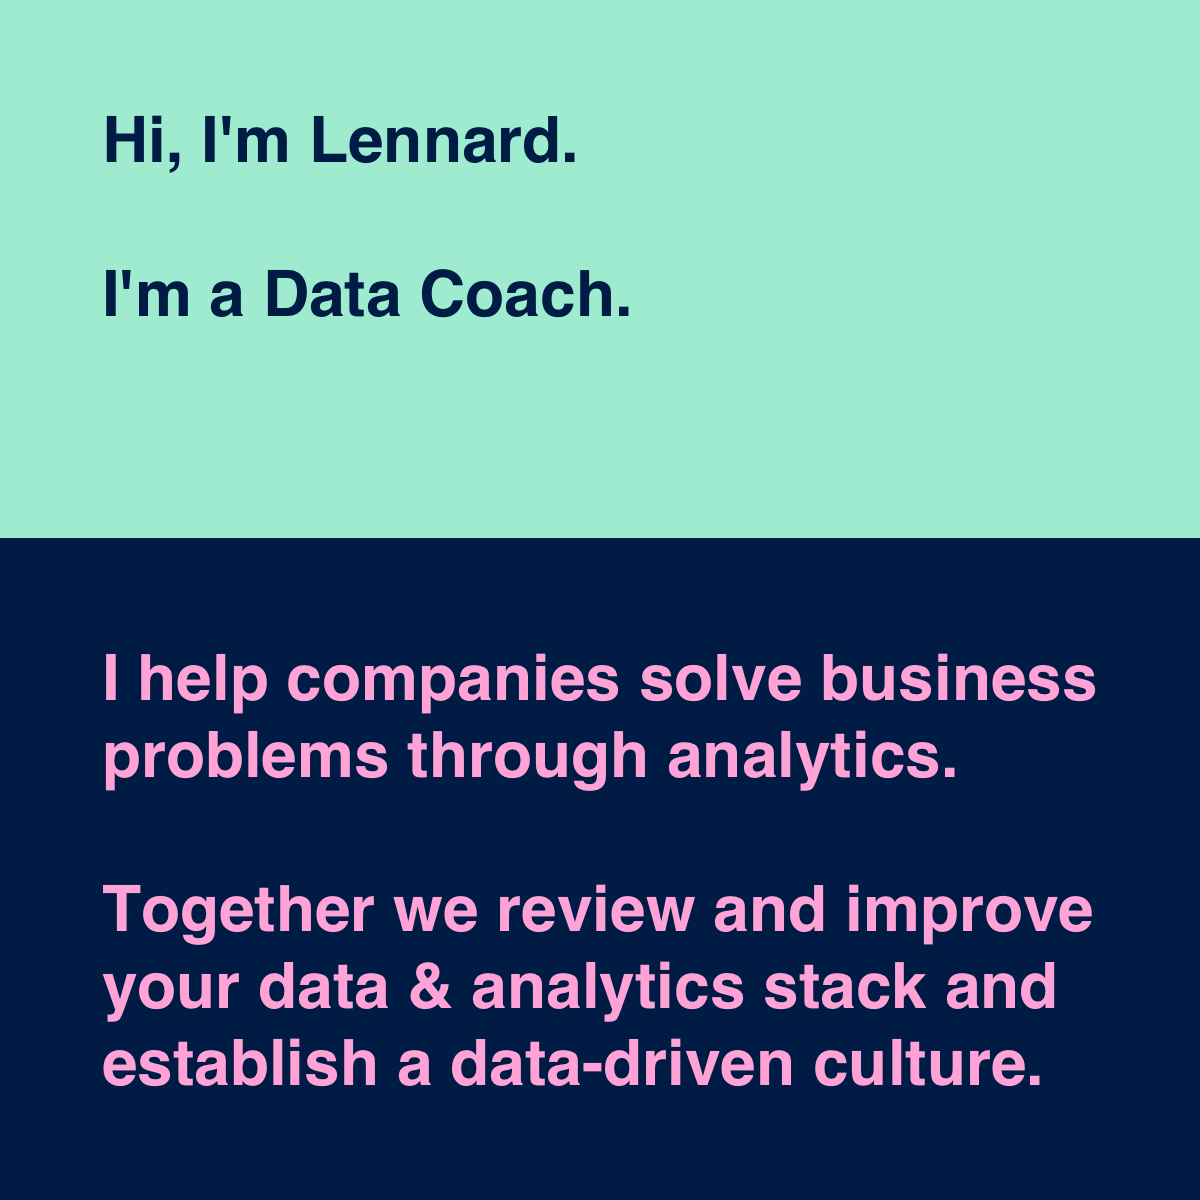 Hi, I'm Lennard.
I'm a Data Coach.
I help companies solve business
problems through analytics.
Together we review and improve
your data & analytics stack and
establish a data-driven culture.